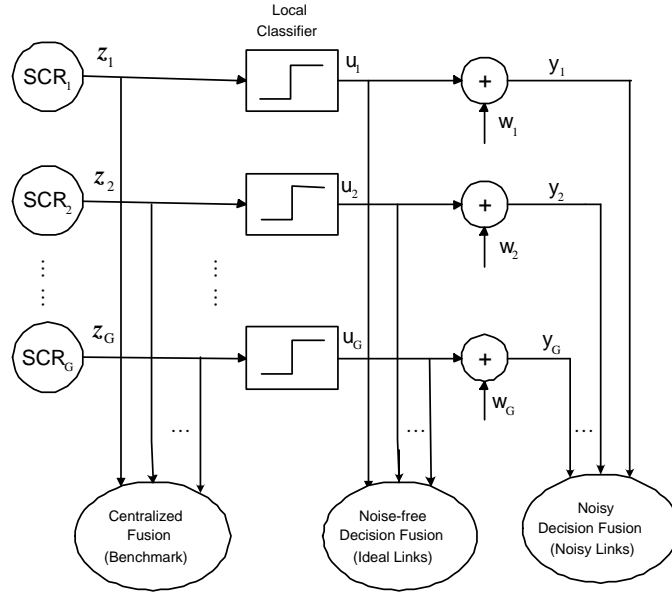 Local
Classifier
SCR1 z1 u1 + y1
w1
SCR2 z2 u2 + y2
w2
...... ...... ......
SCRG zG uG + yG
wG
... ... ...
Centralized
Fusion
(Benchmark)
Noise-free
Decision Fusion
(Ideal Links)
Noisy
Decision Fusion
(Noisy Links)